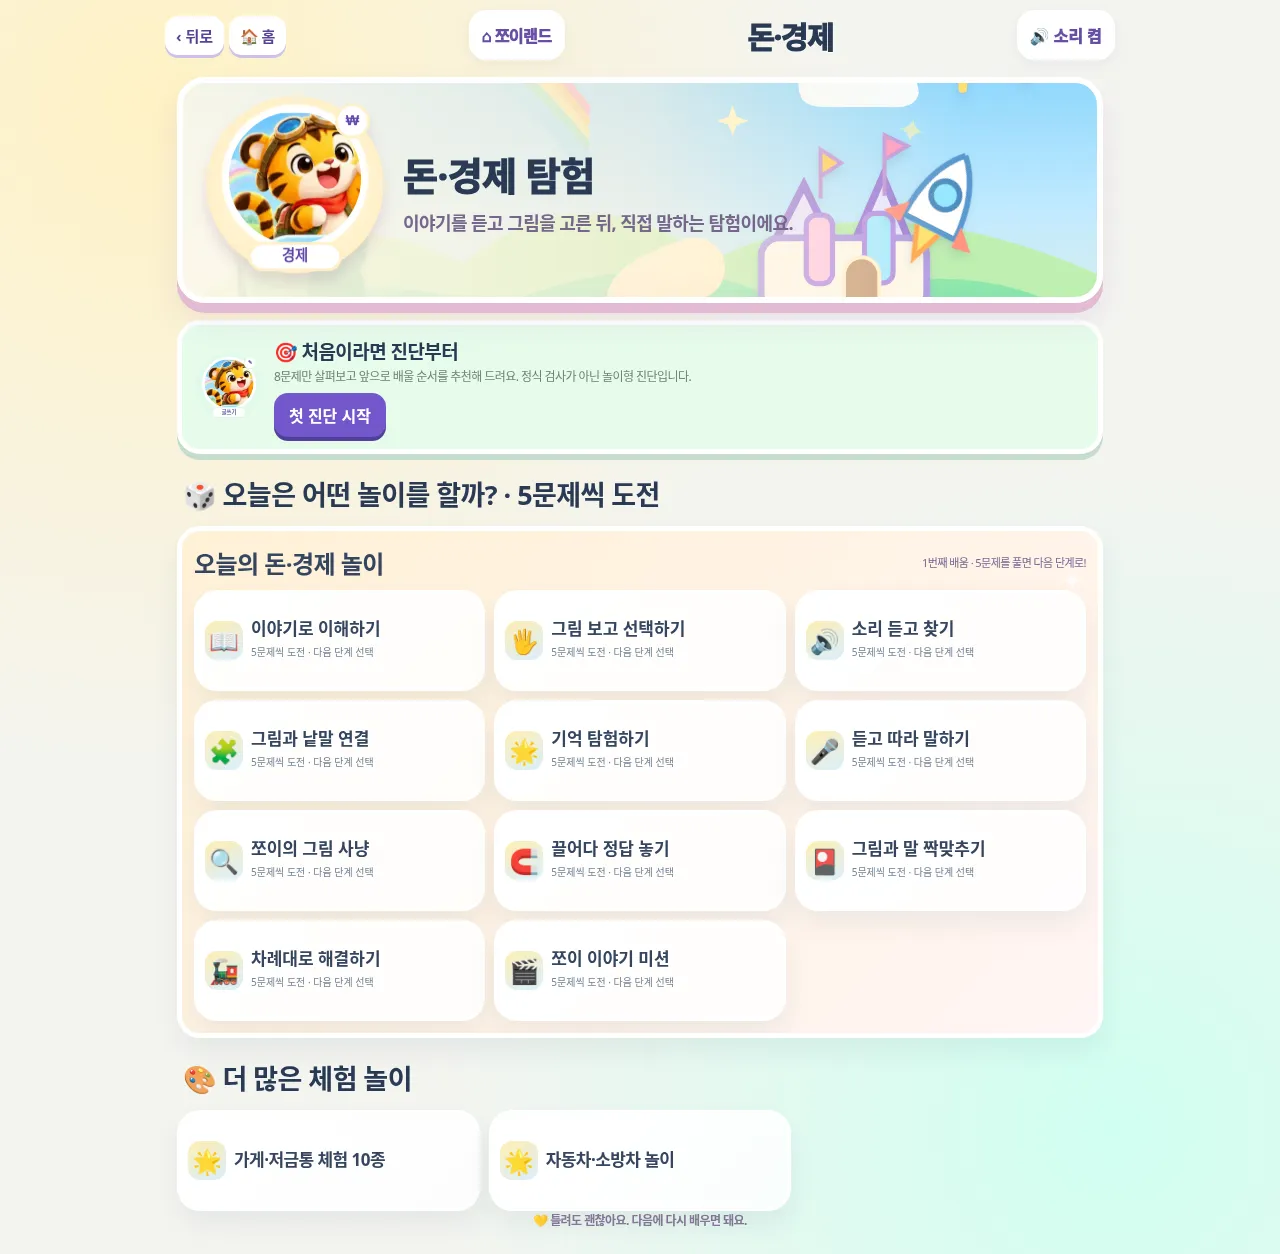 ‹ 뒤로
🏠 홈
⌂ 쪼이랜드
돈·경제
🔊 소리 켬
₩
경제
돈·경제 탐험
이야기를 듣고 그림을 고른 뒤, 직접 말하는 탐험이에요.
글쓰기
🎯 처음이라면 진단부터
8문제만 살펴보고 앞으로 배울 순서를 추천해 드려요. 정식 검사가 아닌 놀이형 진단입니다.
첫 진단 시작
🎲 오늘은 어떤 놀이를 할까? · 5문제씩 도전
오늘의 돈·경제 놀이
1번째 배움 · 5문제를 풀면 다음 단계로!
이야기로 이해하기
5문제씩 도전 · 다음 단계 선택
그림 보고 선택하기
5문제씩 도전 · 다음 단계 선택
소리 듣고 찾기
5문제씩 도전 · 다음 단계 선택
그림과 낱말 연결
5문제씩 도전 · 다음 단계 선택
기억 탐험하기
5문제씩 도전 · 다음 단계 선택
듣고 따라 말하기
5문제씩 도전 · 다음 단계 선택
쪼이의 그림 사냥
5문제씩 도전 · 다음 단계 선택
끌어다 정답 놓기
5문제씩 도전 · 다음 단계 선택
그림과 말 짝맞추기
5문제씩 도전 · 다음 단계 선택
차례대로 해결하기
5문제씩 도전 · 다음 단계 선택
쪼이 이야기 미션
5문제씩 도전 · 다음 단계 선택
🎨 더 많은 체험 놀이
가게·저금통 체험 10종
자동차·소방차 놀이
💛 틀려도 괜찮아요. 다음에 다시 배우면 돼요.